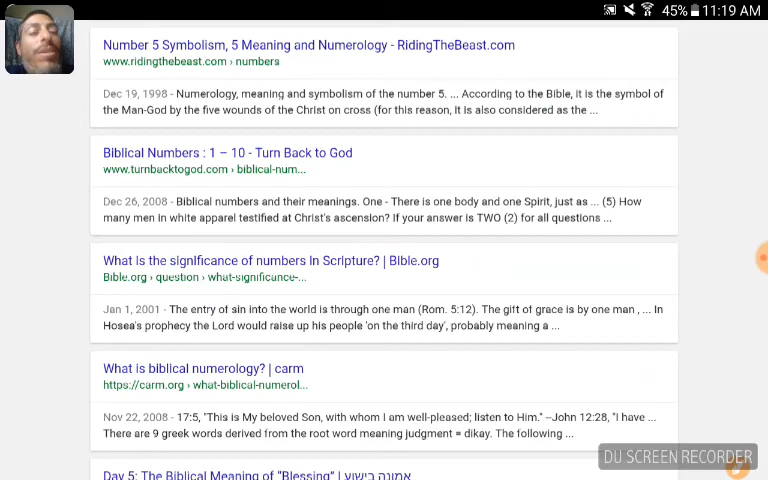 45% 11:19 AM
Number 5 Symbolism, 5 Meaning and Numerology - RidingTheBeast.com
www.ridingthebeast.com › numbers
Dec 19, 1998 - Numerology, meaning and symbolism of the number 5. ... According to the Bible, it is the symbol of
the Man-God by the five wounds of the Christ on cross (for this reason, it is also considered as the ...
Biblical Numbers : 1 – 10 - Turn Back to God
www.turnbacktogod.com › biblical-num...
Dec 26, 2008 - Biblical numbers and their meanings. One - There is one body and one Spirit, just as ... (5) How
many men in white apparel testified at Christ's ascension? If your answer is TWO (2) for all questions ...
What is the significance of numbers in Scripture? | Bible.org
Bible.org › question › what-significance-...
Jan 1, 2001 - The entry of sin into the world is through one man (Rom. 5:12). The gift of grace is by one man , ... In
Hosea's prophecy the Lord would raise up his people 'on the third day', probably meaning a ...
What is biblical numerology? | carm
https://carm.org › what-biblical-numerol...
Nov 22, 2008 - 17:5, "This is My beloved Son, with whom I am well-pleased; listen to Him." --John 12:28, "I have ...
There are 9 greek words derived from the root word meaning judgment = dikay. The following ...
DU SCREEN RECORDER
Day 5: The Biblical Meaning of "Blessing" | אמונה בישוע